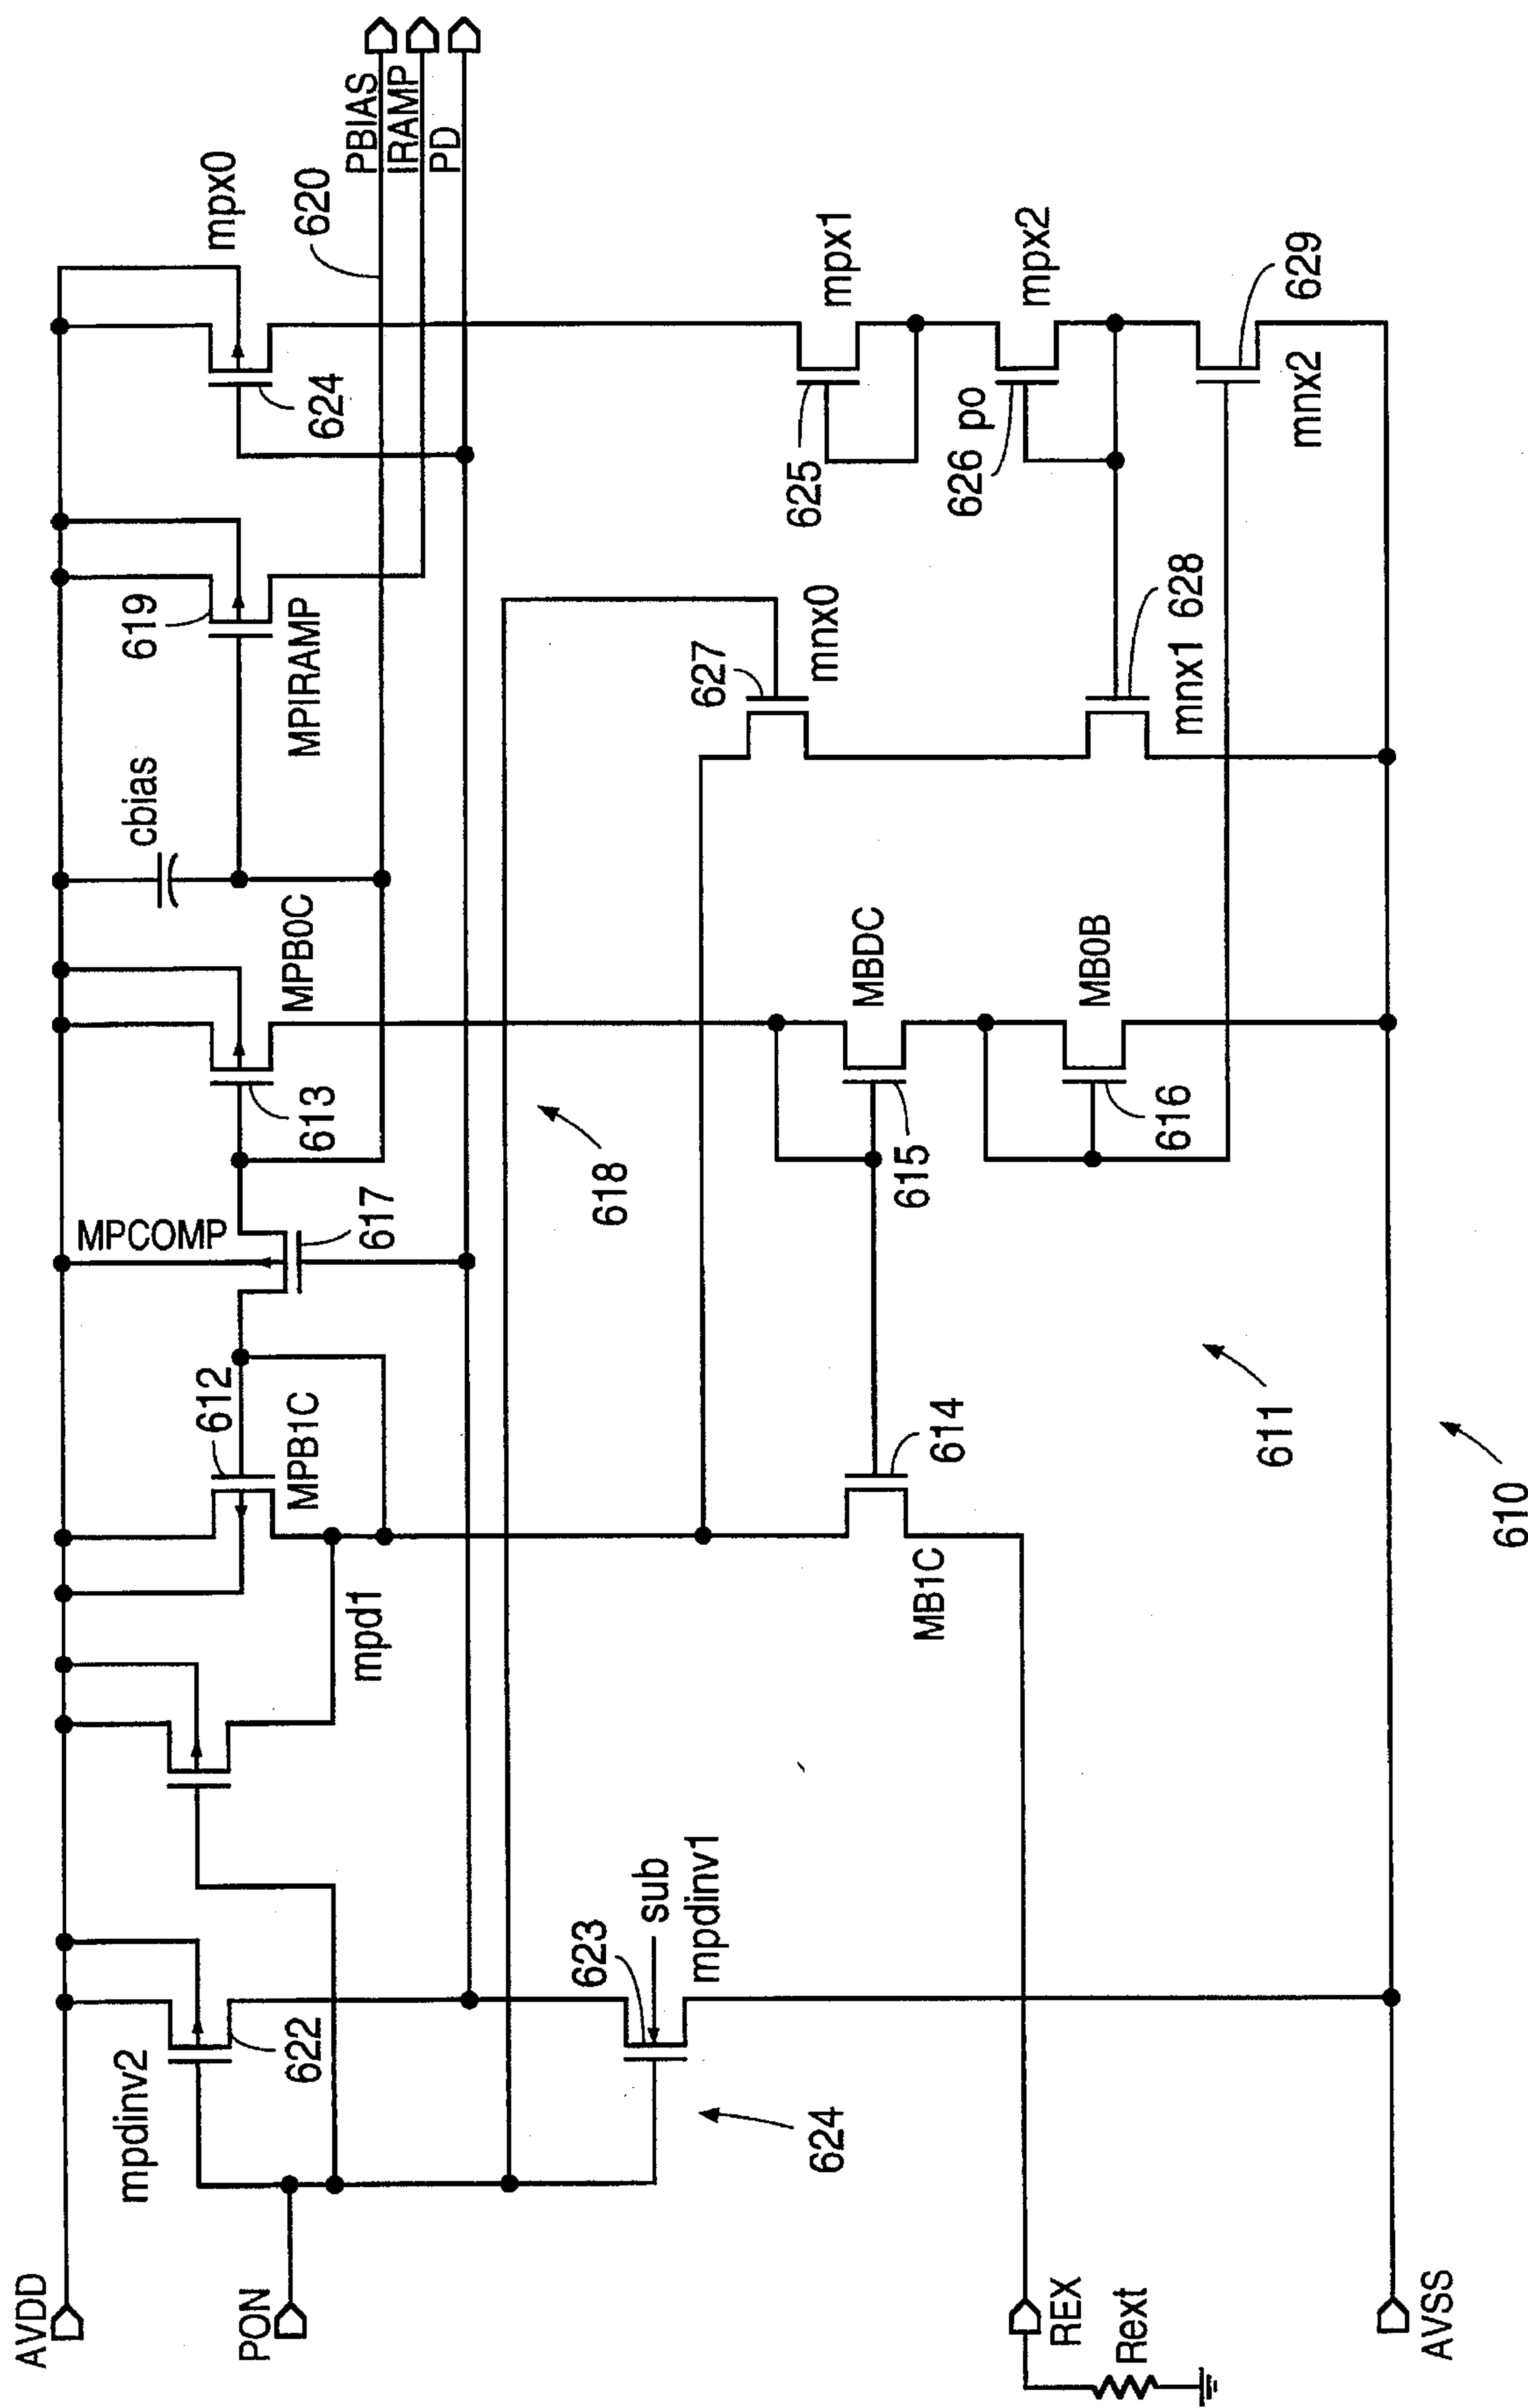 AVDD
PON
REX
Rext
AVSS
mpdinv2
622
624
623
sub
mpdinv1
mpd1
612
MPB1C
MB1C
614
MPCOMP
617
613
MPB0C
618
611
610
615
MBDC
616
MB0B
cbias
619
MPIRAMP
627
mnx0
mnx1
628
624
mpx0
620
PBIAS
IRAMP
PD
625
mpx1
626
po
mpx2
mnx2
629